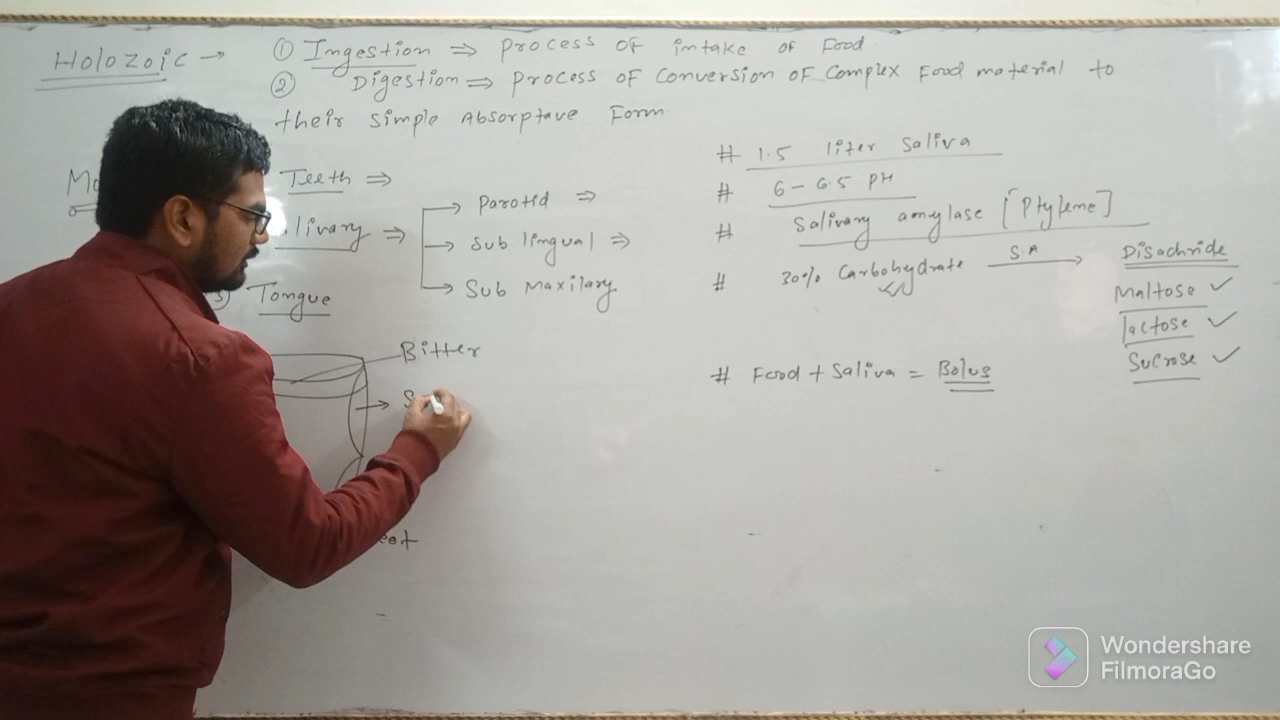 Holozoic → ① Ingestion ⇒ Process of intake of Food
② Digestion ⇒ Process of Conversion of Complex Food material to
their simple Absorptave Form.
Teeth ⇒
Parotid ⇒
Sub lingual ⇒
Sub Maxilary
Tongue
Bitter
# 1.5 liter Saliva
# 6 - 6.5 PH
# Salivary amylase [Ptyleme]
# 30% Carbohydrate S.A → Disachride
Maltose ✓
lactose ✓
Sucrose ✓
# Food + Saliva = Bolus
Wondershare
FilmoraGo